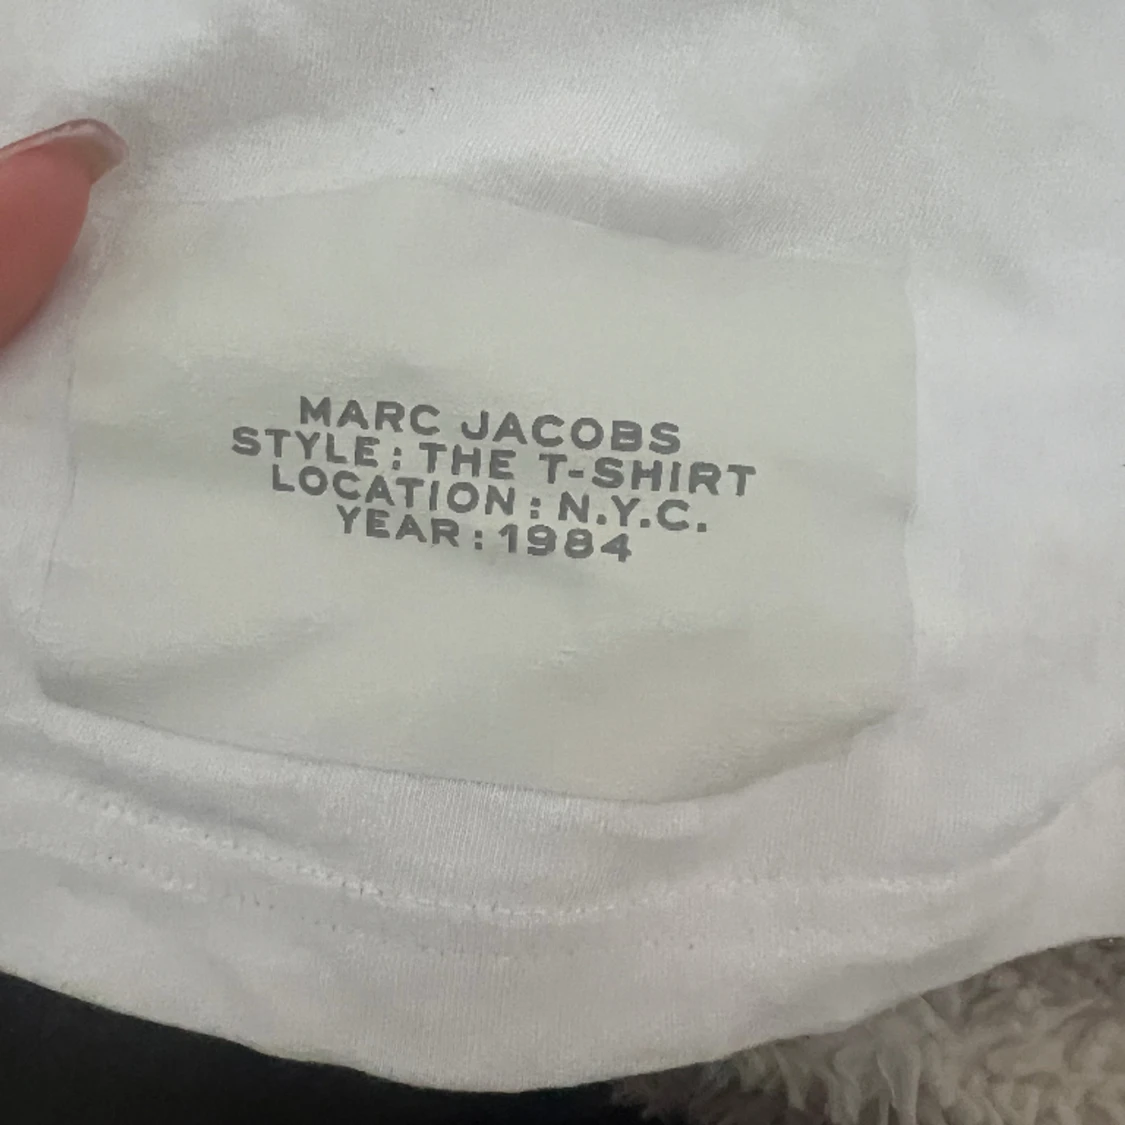 MARC JACOBS
STYLE: THE T-SHIRT
LOCATION: N.Y.C.
YEAR: 1984